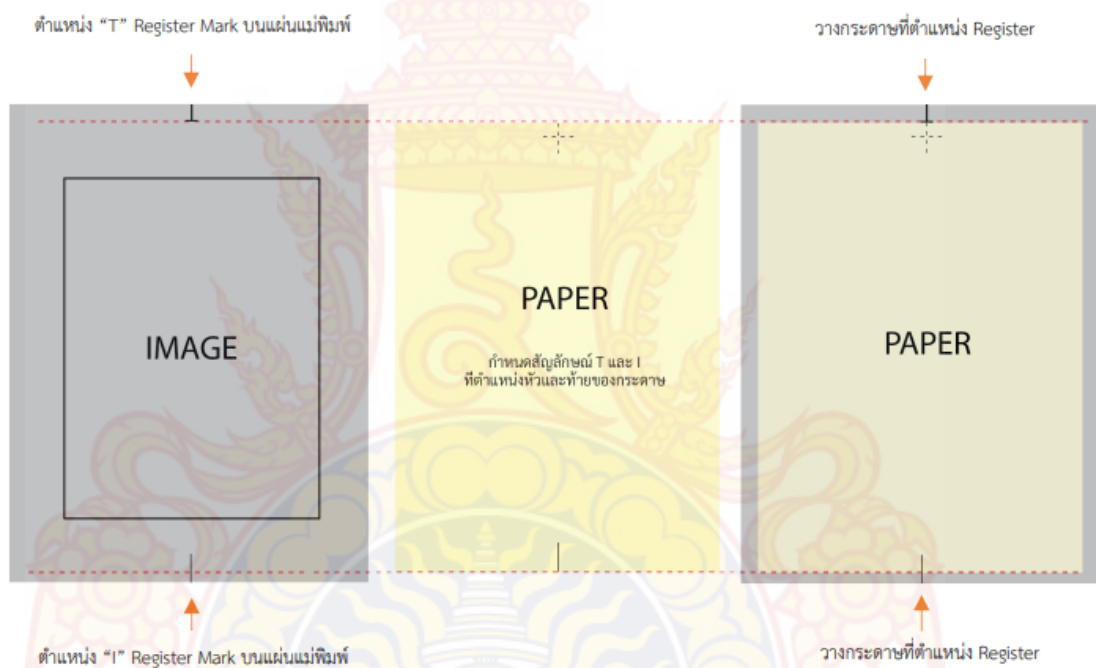 ตำแหน่ง “T” Register Mark บนแผ่นแม่พิมพ์
วางกระดาษที่ตำแหน่ง Register
IMAGE
PAPER
กำหนดสัญลักษณ์ T และ I
ที่ตำแหน่งหัวและท้ายของกระดาษ
PAPER
ตำแหน่ง “I” Register Mark บนแผ่นแม่พิมพ์
วางกระดาษที่ตำแหน่ง Register